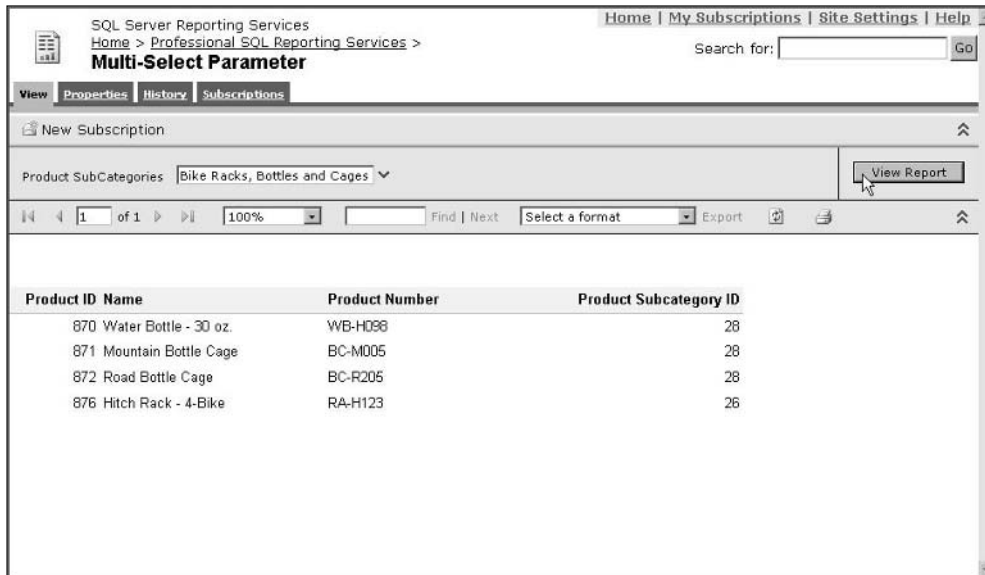 SQL Server Reporting Services
Home | My Subscriptions | Site Settings | Help
Home > Professional SQL Reporting Services >
Search for: Go
Multi-Select Parameter
View Properties History Subscriptions
New Subscription
Product SubCategories Bike Racks, Bottles and Cages View Report
1 of 1 100% Find | Next Select a format Export
Product ID Name Product Number Product Subcategory ID
870 Water Bottle - 30 oz. WB-H098 28
871 Mountain Bottle Cage BC-M005 28
872 Road Bottle Cage BC-R205 28
876 Hitch Rack - 4-Bike RA-H123 26